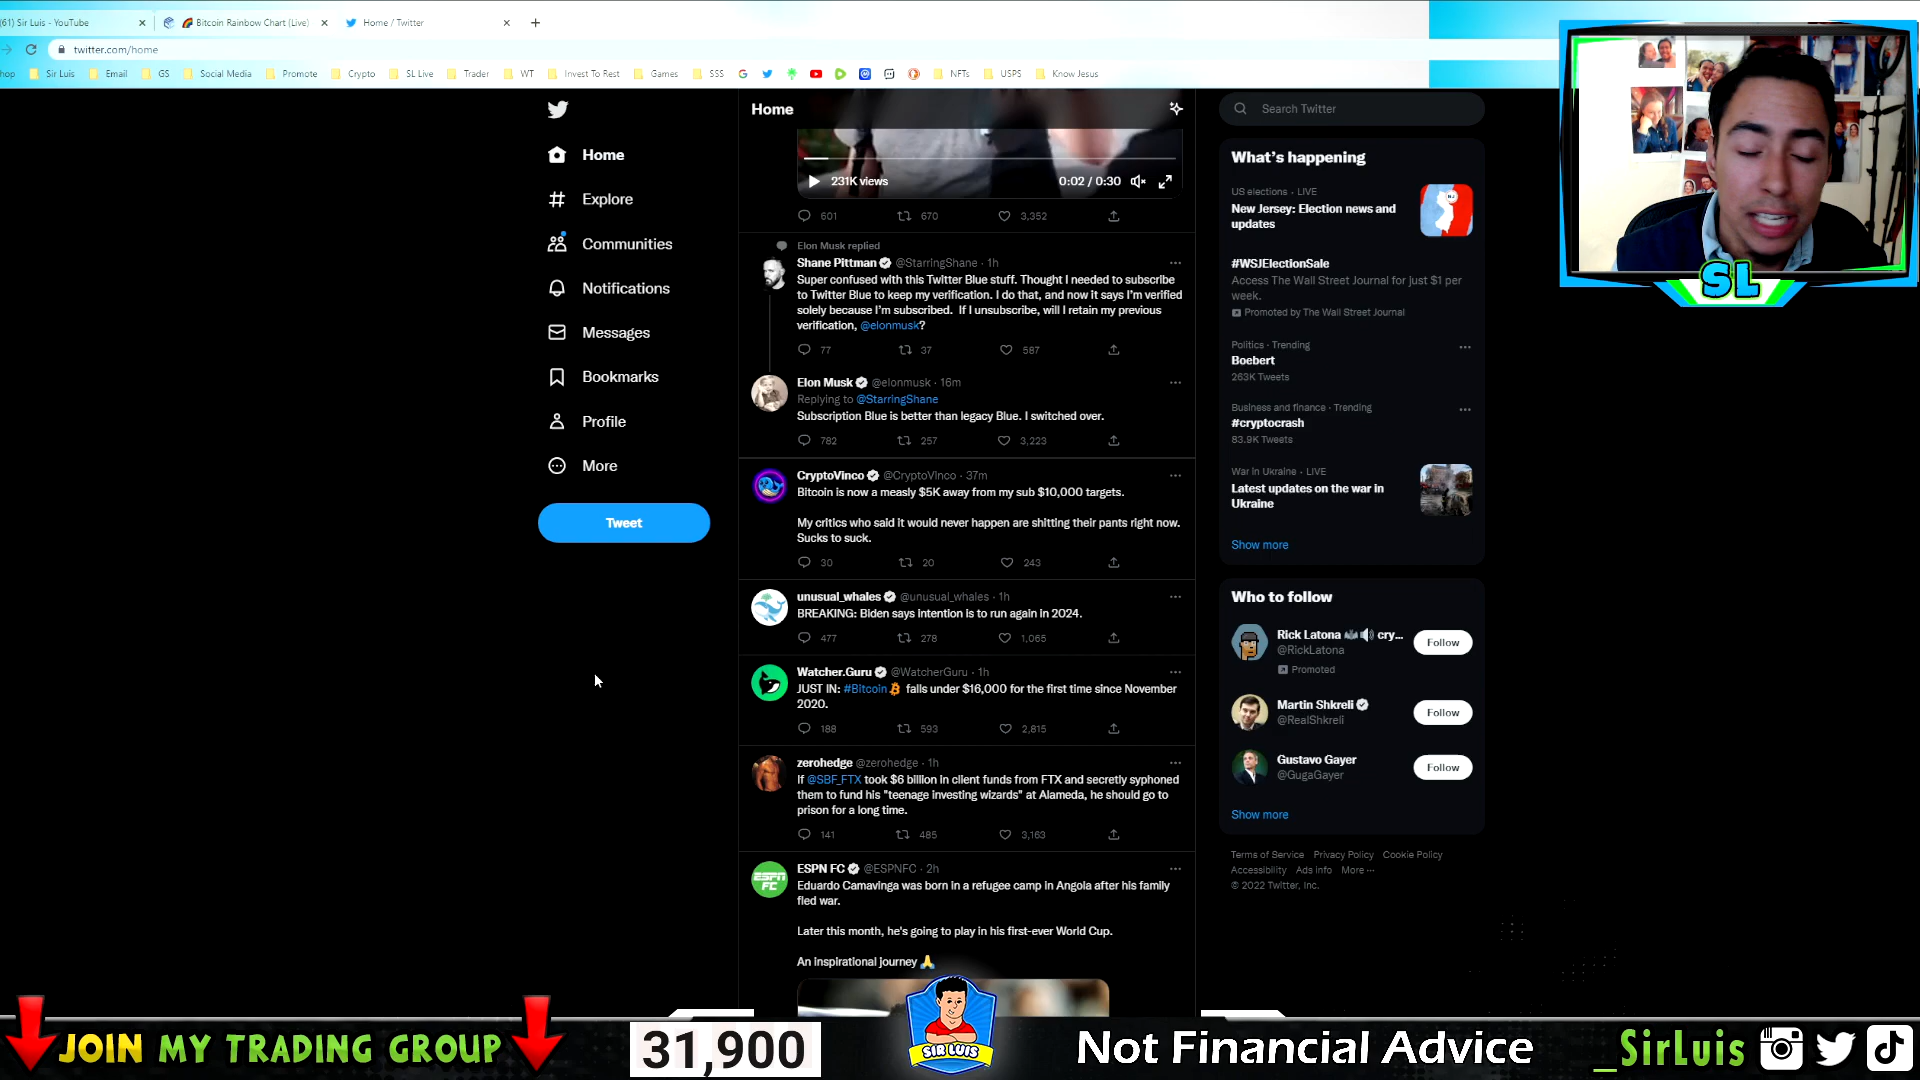 (61) Sir Luis - YouTube
Bitcoin Rainbow Chart (Live)
Home / Twitter
twitter.com/home
hop
Sir Luis
Email
GS
Social Media
Promote
Crypto
SL Live
Trader
WT
Invest To Rest
Games
SSS
NFTs
USPS
Know Jesus
Home
Explore
Communities
Notifications
Messages
Bookmarks
Profile
More
Tweet
Home
231K views
0:02 / 0:30
601 670 3,352
Elon Musk replied
Shane Pittman @StarringShane · 1h
Super confused with this Twitter Blue stuff. Thought I needed to subscribe
to Twitter Blue to keep my verification. I do that, and now it says I'm verified
solely because I'm subscribed. If I unsubscribe, will I retain my previous
verification, @elonmusk?
77 37 587
Elon Musk @elonmusk · 16m
Replying to @StarringShane
Subscription Blue is better than legacy Blue. I switched over.
782 257 3,223
CryptoVinco @CryptoVinco · 37m
Bitcoin is now a measly $5K away from my sub $10,000 targets.
My critics who said it would never happen are shitting their pants right now.
Sucks to suck.
30 20 243
unusual_whales @unusual_whales · 1h
BREAKING: Biden says intention is to run again in 2024.
477 278 1,065
Watcher.Guru @WatcherGuru · 1h
JUST IN: #Bitcoin falls under $16,000 for the first time since November
2020.
188 593 2,815
zerohedge @zerohedge · 1h
If @SBF_FTX took $6 billion in client funds from FTX and secretly syphoned
them to fund his "teenage investing wizards" at Alameda, he should go to
prison for a long time.
141 485 3,163
ESPN FC @ESPNFC · 2h
Eduardo Camavinga was born in a refugee camp in Angola after his family
fled war.
Later this month, he's going to play in his first-ever World Cup.
An inspirational journey 🙏
ESPN
FC
Search Twitter
What's happening
US elections · LIVE
New Jersey: Election news and
updates
#WSJElectionSale
Access The Wall Street Journal for just $1 per
week.
Promoted by The Wall Street Journal
Politics · Trending
Boebert
263K Tweets
Business and finance · Trending
#cryptocrash
83.9K Tweets
War in Ukraine · LIVE
Latest updates on the war in
Ukraine
Show more
Who to follow
Rick Latona 🦇🔊 cry...
@RickLatona
Promoted
Follow
Martin Shkreli
@RealShkreli
Follow
Gustavo Gayer
@GugaGayer
Follow
Show more
Terms of Service Privacy Policy Cookie Policy
Accessibility Ads info More ···
© 2022 Twitter, Inc.
SL
JOIN MY TRADING GROUP
31,900
SIR LUIS
Not Financial Advice
_SirLuis